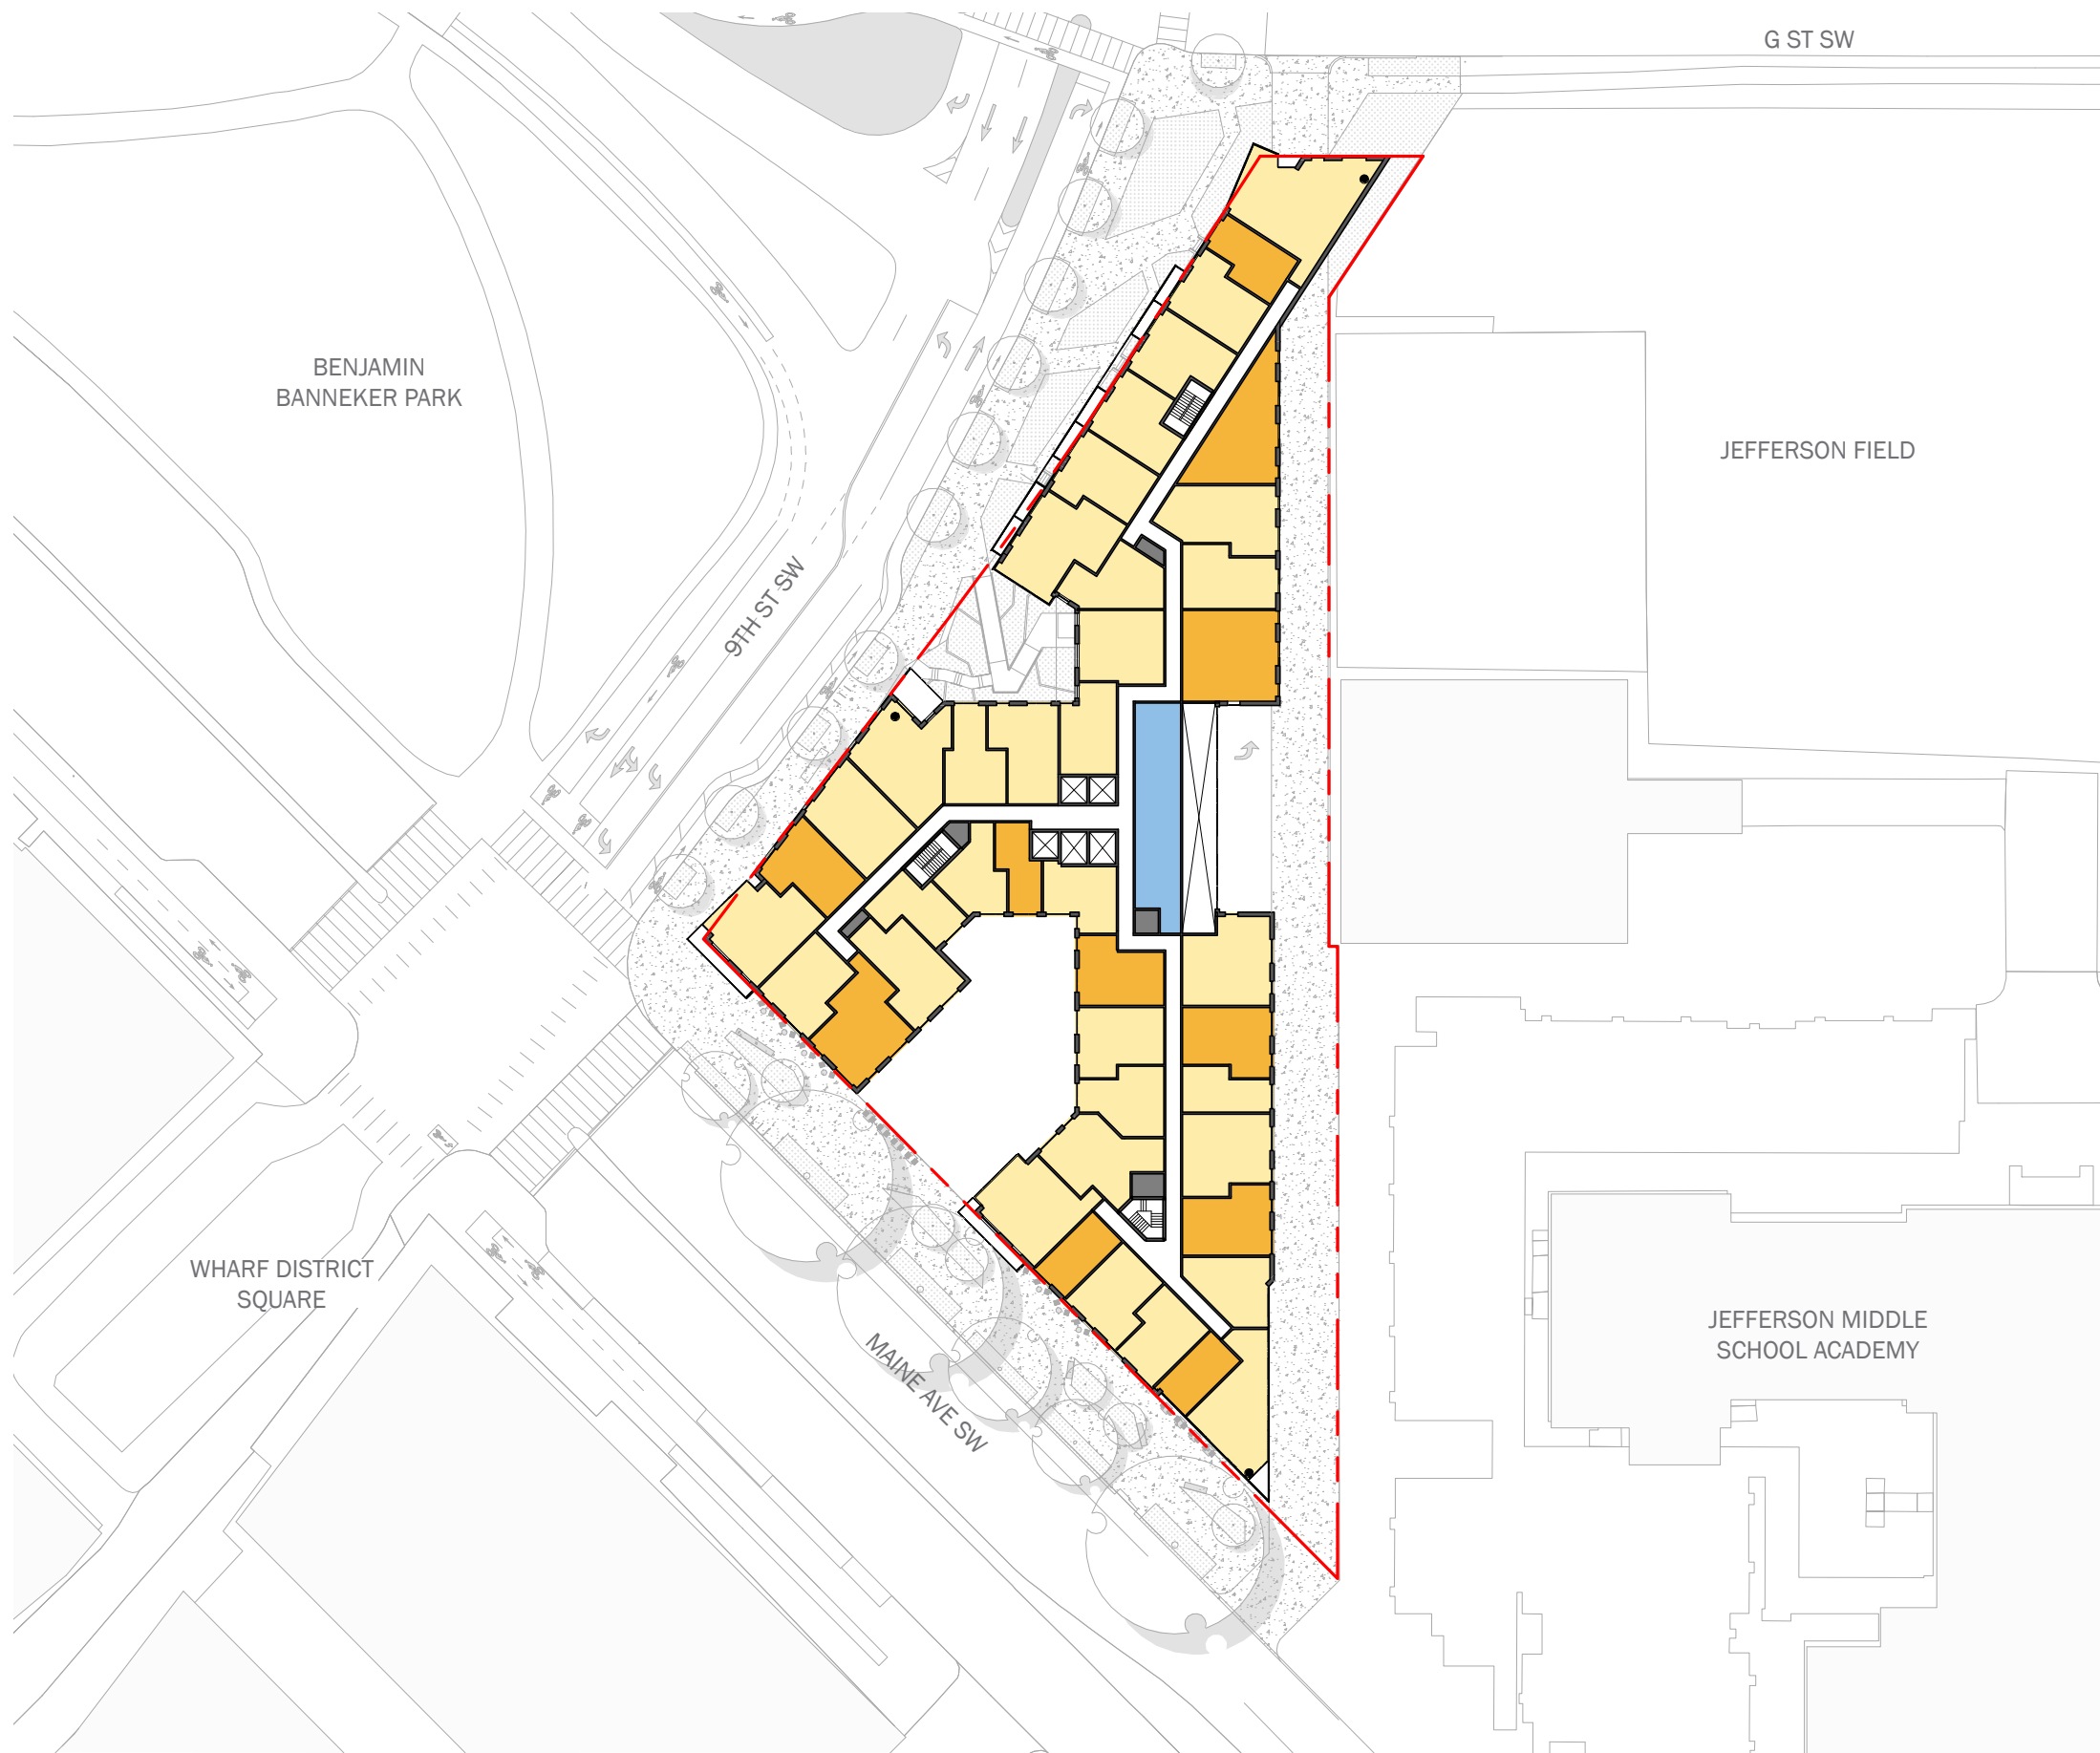 G ST SW
BENJAMIN
BANNEKER PARK
JEFFERSON FIELD
9TH ST SW
WHARF DISTRICT
SQUARE
MAINE AVE SW
JEFFERSON MIDDLE
SCHOOL ACADEMY